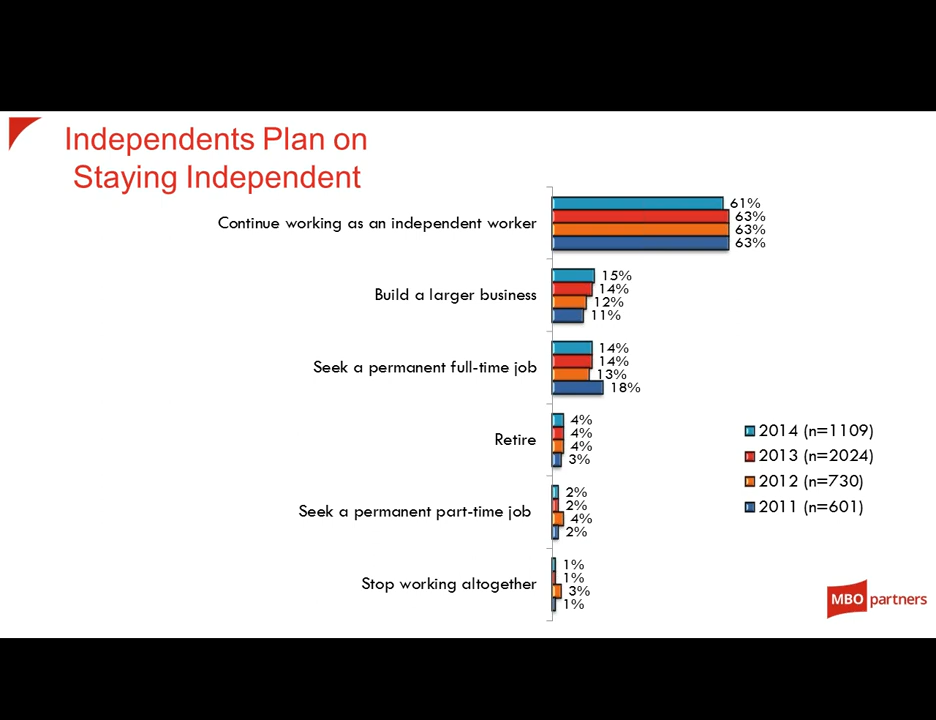 Independents Plan on
Staying Independent
Continue working as an independent worker
61%
63%
63%
63%
Build a larger business
15%
14%
12%
11%
Seek a permanent full-time job
14%
14%
13%
18%
Retire
4%
4%
4%
3%
Seek a permanent part-time job
2%
2%
4%
2%
Stop working altogether
1%
1%
3%
1%
2014 (n=1109)
2013 (n=2024)
2012 (n=730)
2011 (n=601)
MBO partners